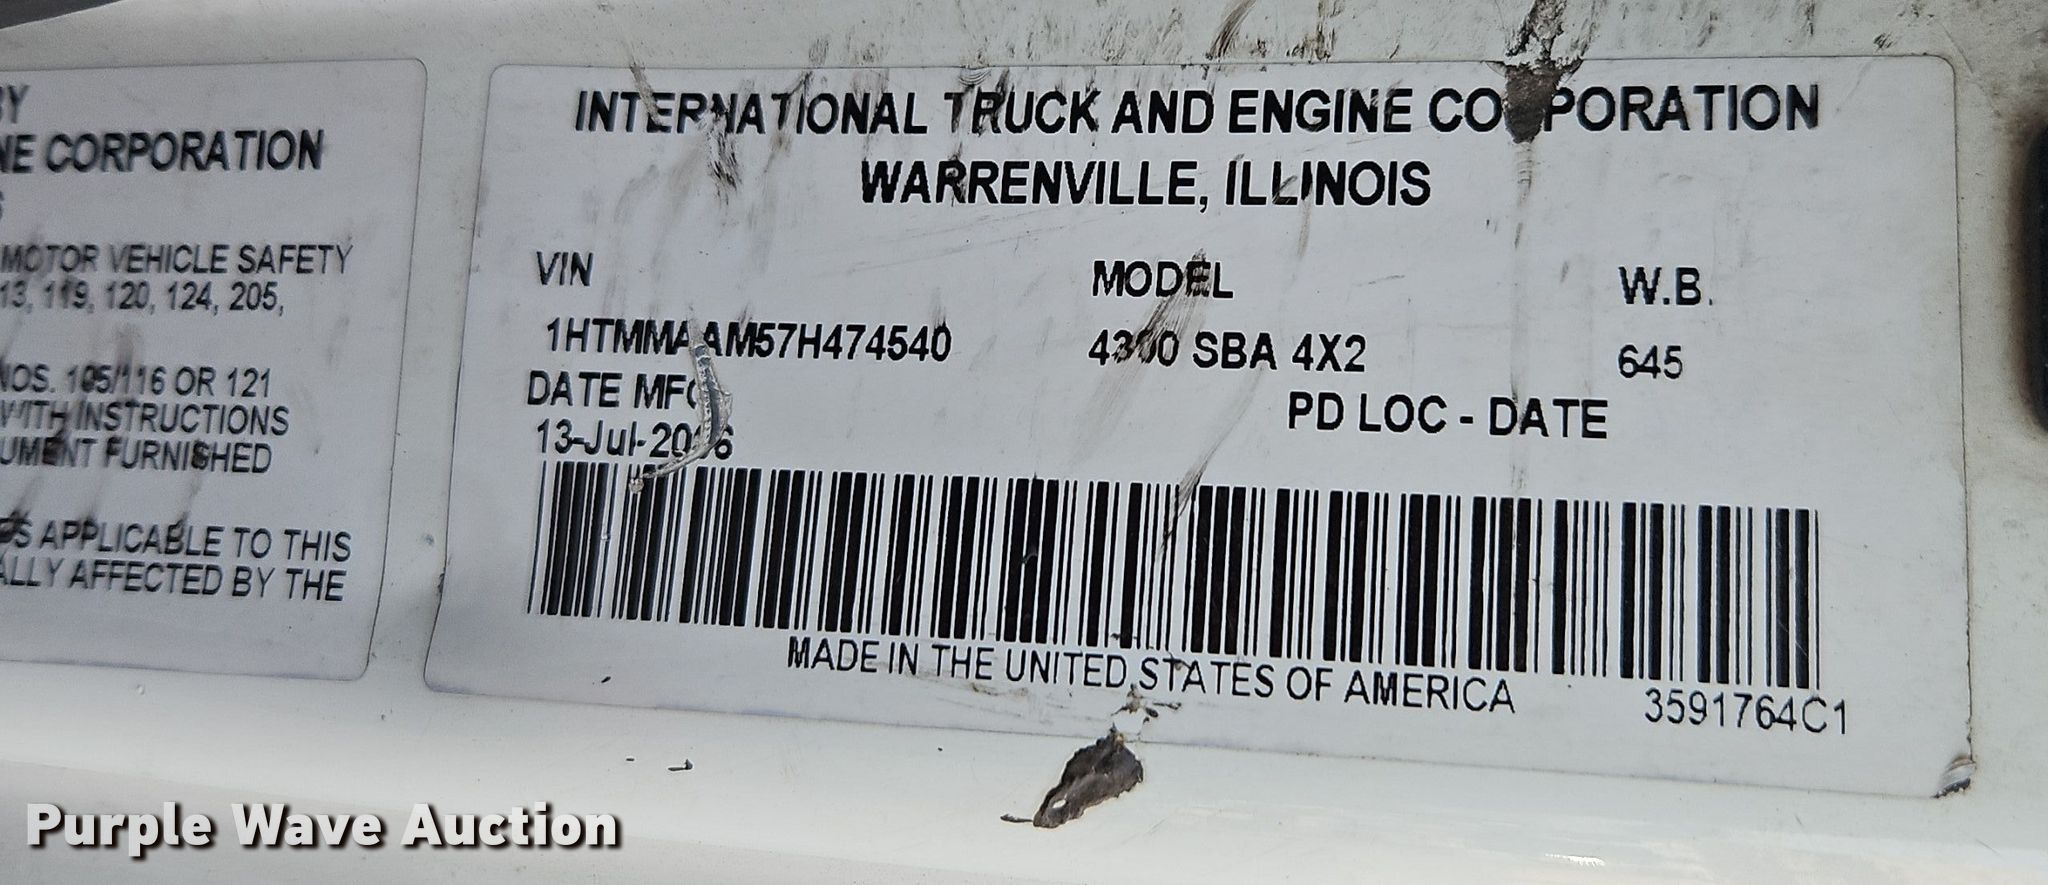 BY
NE CORPORATION
S
MOTOR VEHICLE SAFETY
13, 119, 120, 124, 205,
NOS. 105/116 OR 121
WITH INSTRUCTIONS
UMENT FURNISHED
DS APPLICABLE TO THIS
ALLY AFFECTED BY THE
INTERNATIONAL TRUCK AND ENGINE CORPORATION
WARRENVILLE, ILLINOIS
VIN MODEL W.B.
1HTMMAAM57H474540 4300 SBA 4X2 645
DATE MFG PD LOC - DATE
13-Jul-2006
MADE IN THE UNITED STATES OF AMERICA
3591764C1
Purple Wave Auction